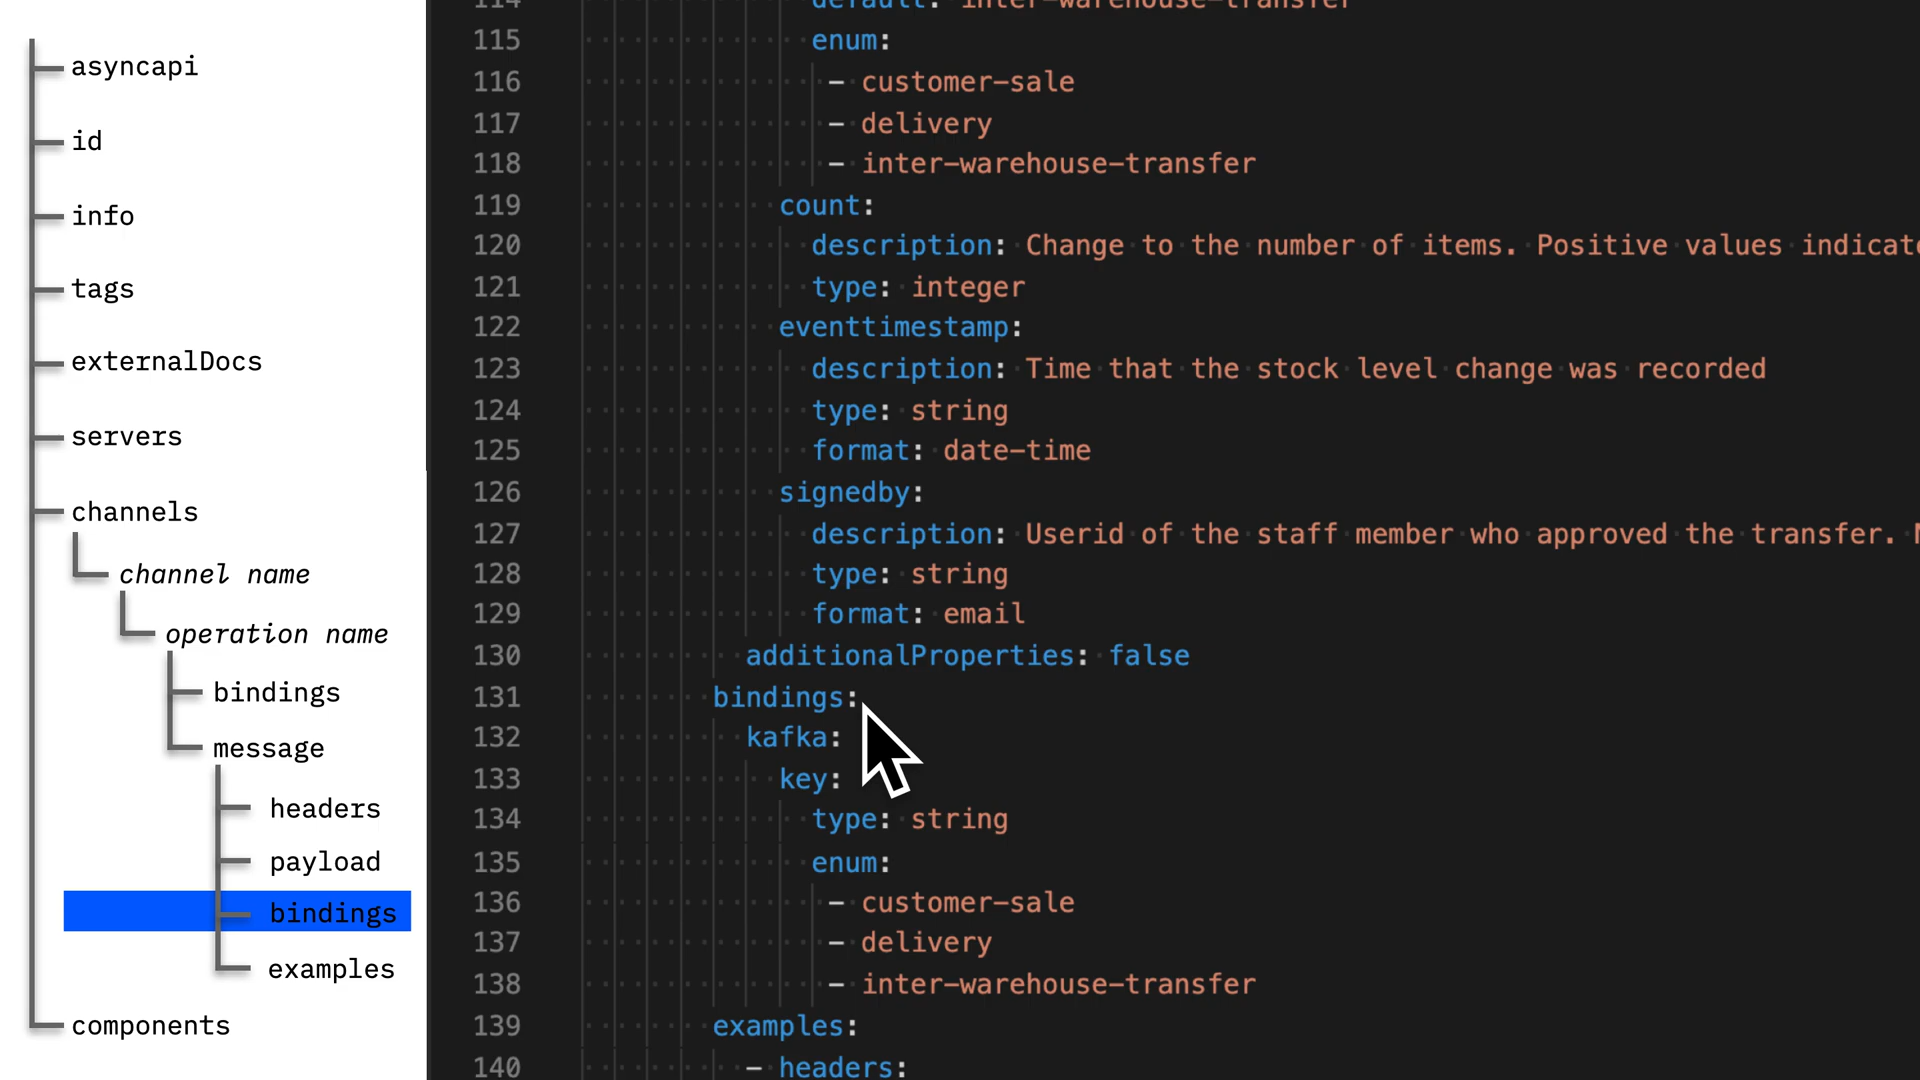 asyncapi
id
info
tags
externalDocs
servers
channels
channel name
operation name
bindings
message
headers
payload
bindings
examples
components
114 default: inter-warehouse-transfer
115 enum:
116 - customer-sale
117 - delivery
118 - inter-warehouse-transfer
119 count:
120 description: Change to the number of items. Positive values
121 type: integer
122 eventtimestamp:
123 description: Time that the stock level change was recorded
124 type: string
125 format: date-time
126 signedby:
127 description: Userid of the staff member who approved the transfer.
128 type: string
129 format: email
130 additionalProperties: false
131 bindings:
132 kafka:
133 key:
134 type: string
135 enum:
136 - customer-sale
137 - delivery
138 - inter-warehouse-transfer
139 examples:
140 - headers: